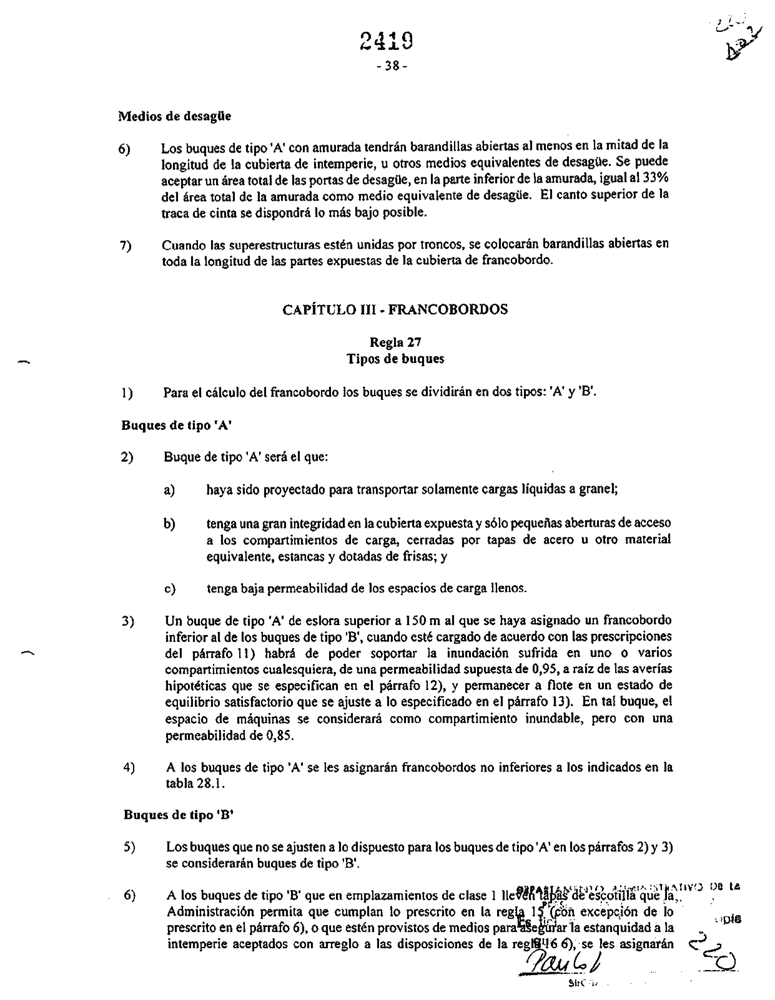 2419
- 38 -
Medios de desagüe
6) Los buques de tipo 'A' con amurada tendrán barandillas abiertas al menos en la mitad de la
longitud de la cubierta de intemperie, u otros medios equivalentes de desagüe. Se puede
aceptar un área total de las portas de desagüe, en la parte inferior de la amurada, igual al 33%
del área total de la amurada como medio equivalente de desagüe. El canto superior de la
traca de cinta se dispondrá lo más bajo posible.
7) Cuando las superestructuras estén unidas por troncos, se colocarán barandillas abiertas en
toda la longitud de las partes expuestas de la cubierta de francobordo.
CAPÍTULO III - FRANCOBORDOS
Regla 27
Tipos de buques
1) Para el cálculo del francobordo los buques se dividirán en dos tipos: 'A' y 'B'.
Buques de tipo 'A'
2) Buque de tipo 'A' será el que:
a) haya sido proyectado para transportar solamente cargas líquidas a granel;
b) tenga una gran integridad en la cubierta expuesta y sólo pequeñas aberturas de acceso
a los compartimientos de carga, cerradas por tapas de acero u otro material
equivalente, estancas y dotadas de frisas; y
c) tenga baja permeabilidad de los espacios de carga llenos.
3) Un buque de tipo 'A' de eslora superior a 150 m al que se haya asignado un francobordo
inferior al de los buques de tipo 'B', cuando esté cargado de acuerdo con las prescripciones
del párrafo 11) habrá de poder soportar la inundación sufrida en uno o varios
compartimientos cualesquiera, de una permeabilidad supuesta de 0,95, a raíz de las averías
hipotéticas que se especifican en el párrafo 12), y permanecer a flote en un estado de
equilibrio satisfactorio que se ajuste a lo especificado en el párrafo 13). En tal buque, el
espacio de máquinas se considerará como compartimiento inundable, pero con una
permeabilidad de 0,85.
4) A los buques de tipo 'A' se les asignarán francobordos no inferiores a los indicados en la
tabla 28.1.
Buques de tipo 'B'
5) Los buques que no se ajusten a lo dispuesto para los buques de tipo 'A' en los párrafos 2) y 3)
se considerarán buques de tipo 'B'.
6) A los buques de tipo 'B' que en emplazamientos de clase 1 lleven tapas de escotilla que la
Administración permita que cumplan lo prescrito en la regla 15 (con excepción de lo
prescrito en el párrafo 6), o que estén provistos de medios para asegurar la estanquidad a la
intemperie aceptados con arreglo a las disposiciones de la regla 16 6), se les asignarán
DE LA
220